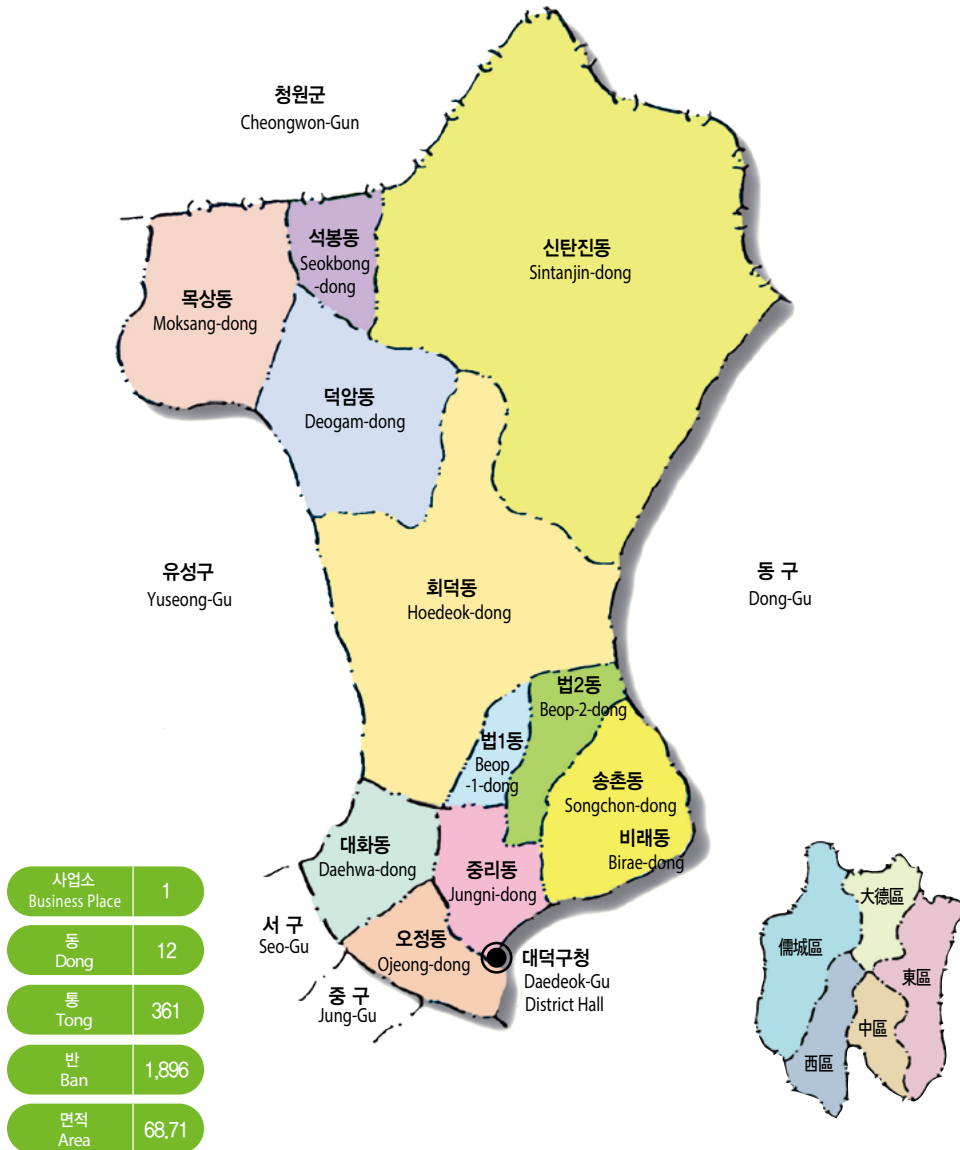 청원군
Cheongwon-Gun
석봉동
Seokbong
-dong
신탄진동
Sintanjin-dong
목상동
Moksang-dong
덕암동
Deogam-dong
유성구
Yuseong-Gu
회덕동
Hoedeok-dong
동 구
Dong-Gu
법2동
Beop-2-dong
법1동
Beop
-1-dong
송촌동
Songchon-dong
비래동
Birae-dong
대화동
Daehwa-dong
중리동
Jungni-dong
서 구
Seo-Gu
오정동
Ojeong-dong
중 구
Jung-Gu
대덕구청
Daedeok-Gu
District Hall
사업소
Business Place
1
동
Dong
12
통
Tong
361
반
Ban
1,896
면적
Area
68.71
大德區
儒城區
東區
中區
西區